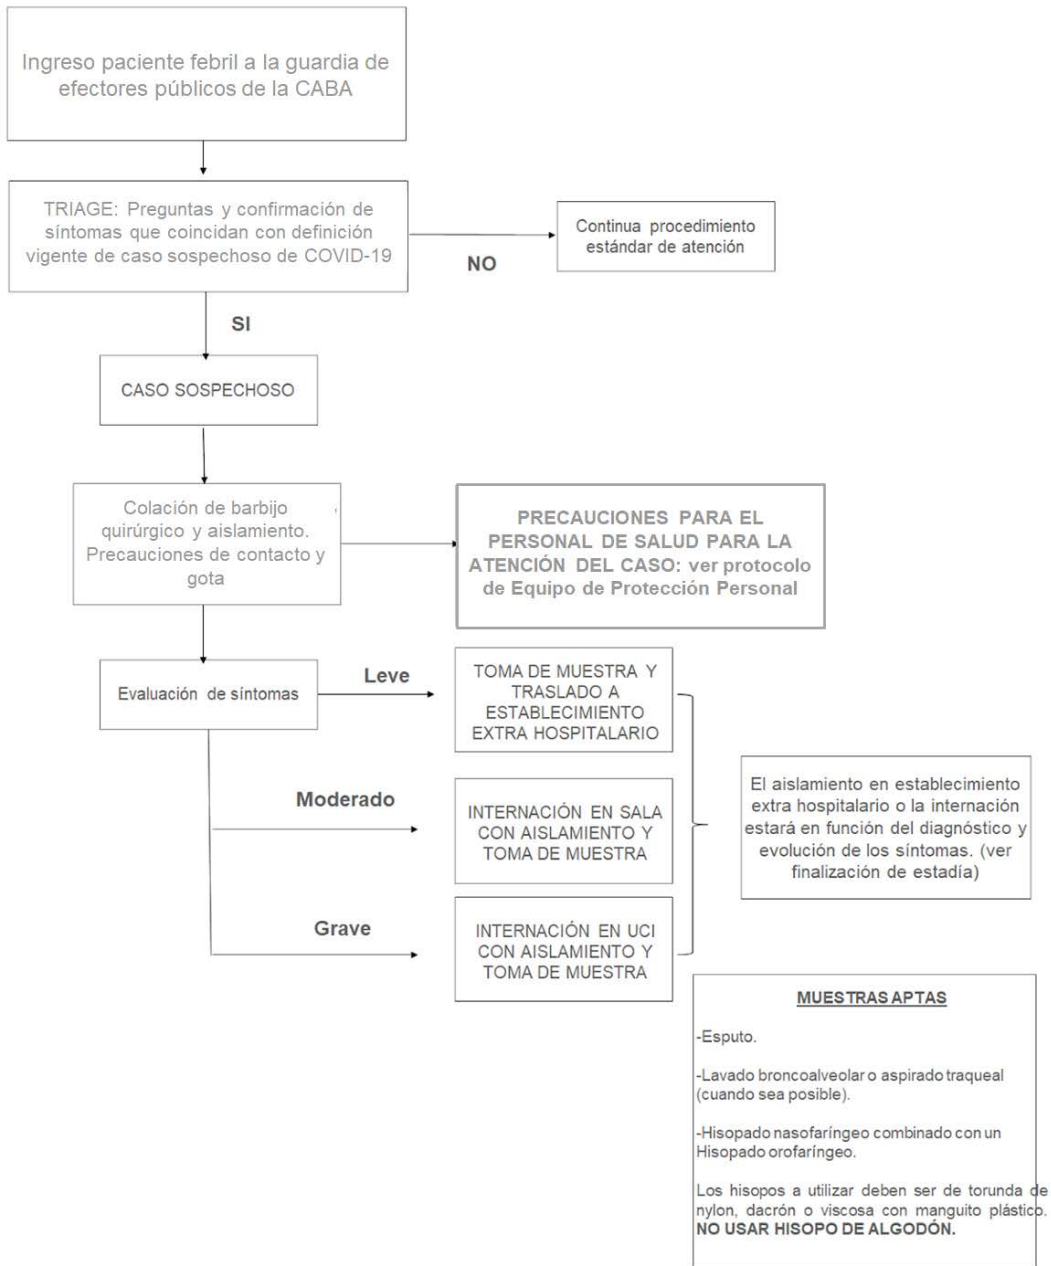 Ingreso paciente febril a la guardia de
efectores públicos de la CABA
TRIAGE: Preguntas y confirmación de
síntomas que coincidan con definición
vigente de caso sospechoso de COVID-19
NO
Continua procedimiento
estándar de atención
SI
CASO SOSPECHOSO
Colación de barbijo
quirúrgico y aislamiento.
Precauciones de contacto y
gota
PRECAUCIONES PARA EL
PERSONAL DE SALUD PARA LA
ATENCIÓN DEL CASO: ver protocolo
de Equipo de Protección Personal
Evaluación de síntomas
Leve
TOMA DE MUESTRA Y
TRASLADO A
ESTABLECIMIENTO
EXTRA HOSPITALARIO
Moderado
INTERNACIÓN EN SALA
CON AISLAMIENTO Y
TOMA DE MUESTRA
Grave
INTERNACIÓN EN UCI
CON AISLAMIENTO Y
TOMA DE MUESTRA
El aislamiento en establecimiento
extra hospitalario o la internación
estará en función del diagnóstico y
evolución de los síntomas. (ver
finalización de estadía)
MUESTRAS APTAS
-Esputo.
-Lavado broncoalveolar o aspirado traqueal
(cuando sea posible).
-Hisopado nasofaríngeo combinado con un
Hisopado orofaríngeo.
Los hisopos a utilizar deben ser de torunda de
nylon, dacrón o viscosa con manguito plástico.
NO USAR HISOPO DE ALGODÓN.